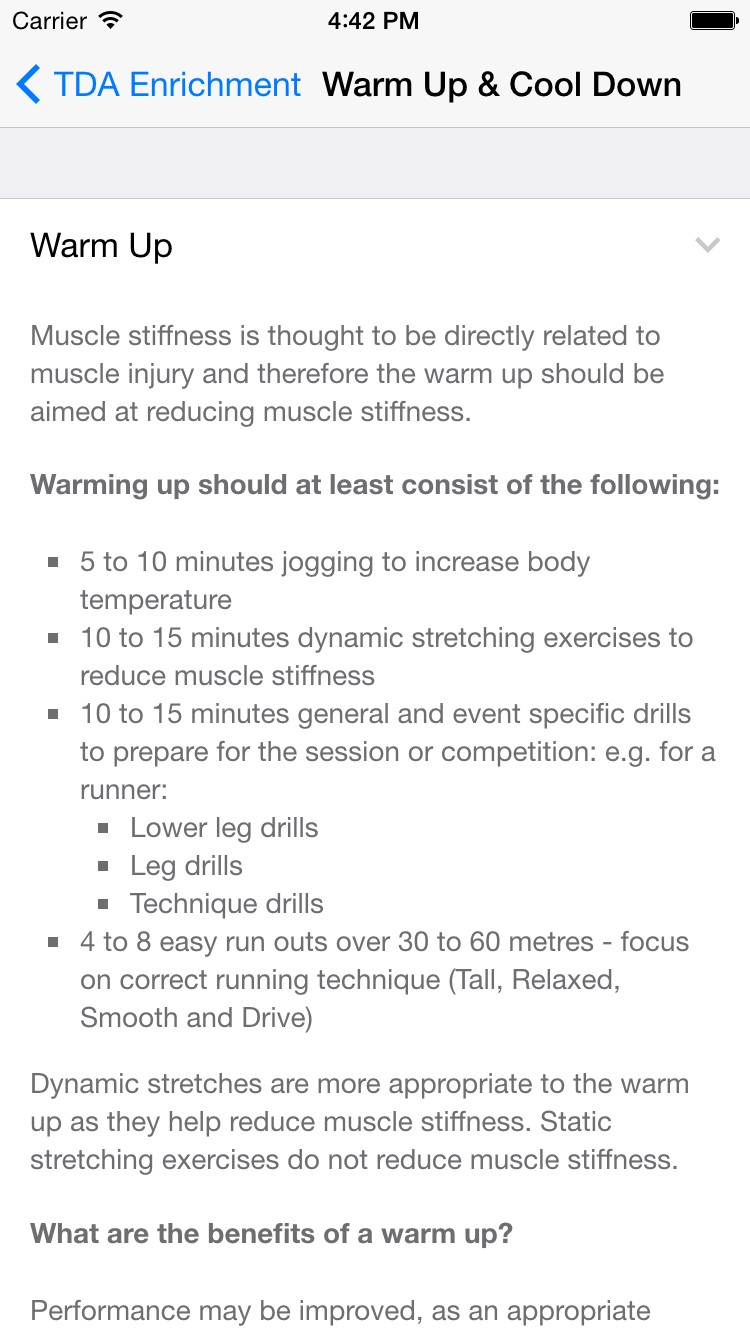 Carrier 4:42 PM
TDA Enrichment Warm Up & Cool Down
Warm Up
Muscle stiffness is thought to be directly related to
muscle injury and therefore the warm up should be
aimed at reducing muscle stiffness.
Warming up should at least consist of the following:
▪ 5 to 10 minutes jogging to increase body
temperature
▪ 10 to 15 minutes dynamic stretching exercises to
reduce muscle stiffness
▪ 10 to 15 minutes general and event specific drills
to prepare for the session or competition: e.g. for a
runner:
▪ Lower leg drills
▪ Leg drills
▪ Technique drills
▪ 4 to 8 easy run outs over 30 to 60 metres - focus
on correct running technique (Tall, Relaxed,
Smooth and Drive)
Dynamic stretches are more appropriate to the warm
up as they help reduce muscle stiffness. Static
stretching exercises do not reduce muscle stiffness.
What are the benefits of a warm up?
Performance may be improved, as an appropriate